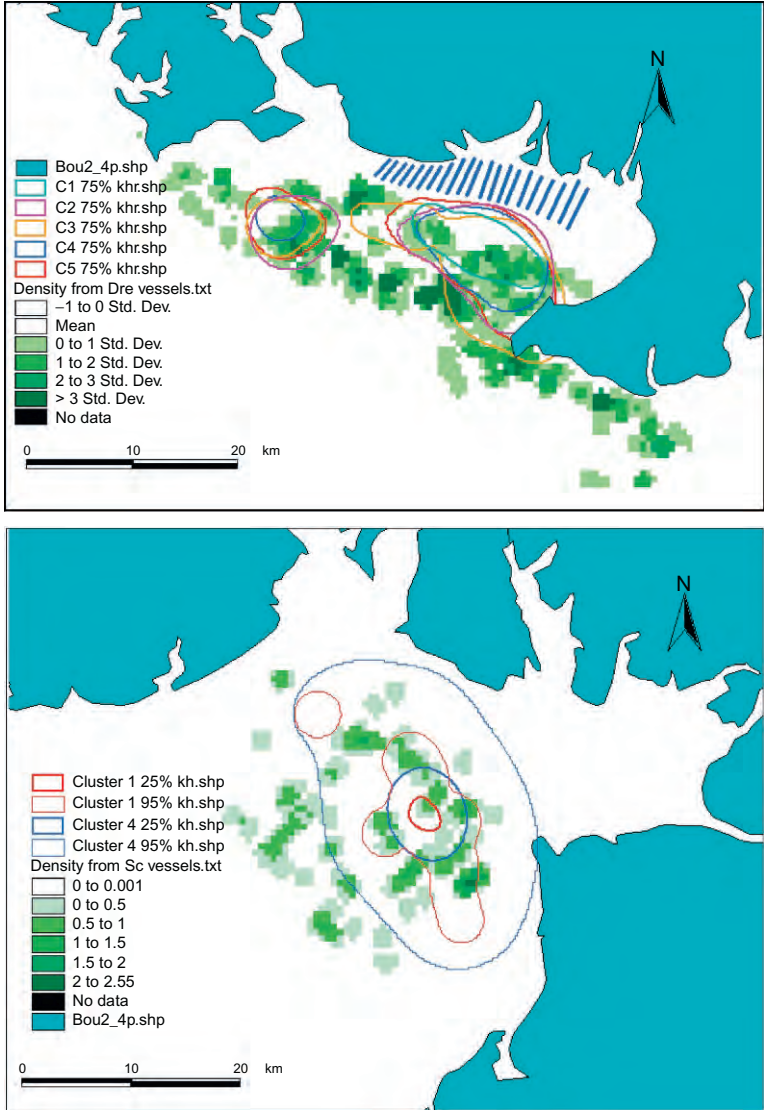 N
Bou2_4p.shp
C1 75% khr.shp
C2 75% khr.shp
C3 75% khr.shp
C4 75% khr.shp
C5 75% khr.shp
Density from Dre vessels.txt
–1 to 0 Std. Dev.
Mean
0 to 1 Std. Dev.
1 to 2 Std. Dev.
2 to 3 Std. Dev.
> 3 Std. Dev.
No data
0 10 20 km
N
Cluster 1 25% kh.shp
Cluster 1 95% kh.shp
Cluster 4 25% kh.shp
Cluster 4 95% kh.shp
Density from Sc vessels.txt
0 to 0.001
0 to 0.5
0.5 to 1
1 to 1.5
1.5 to 2
2 to 2.55
No data
Bou2_4p.shp
0 10 20 km